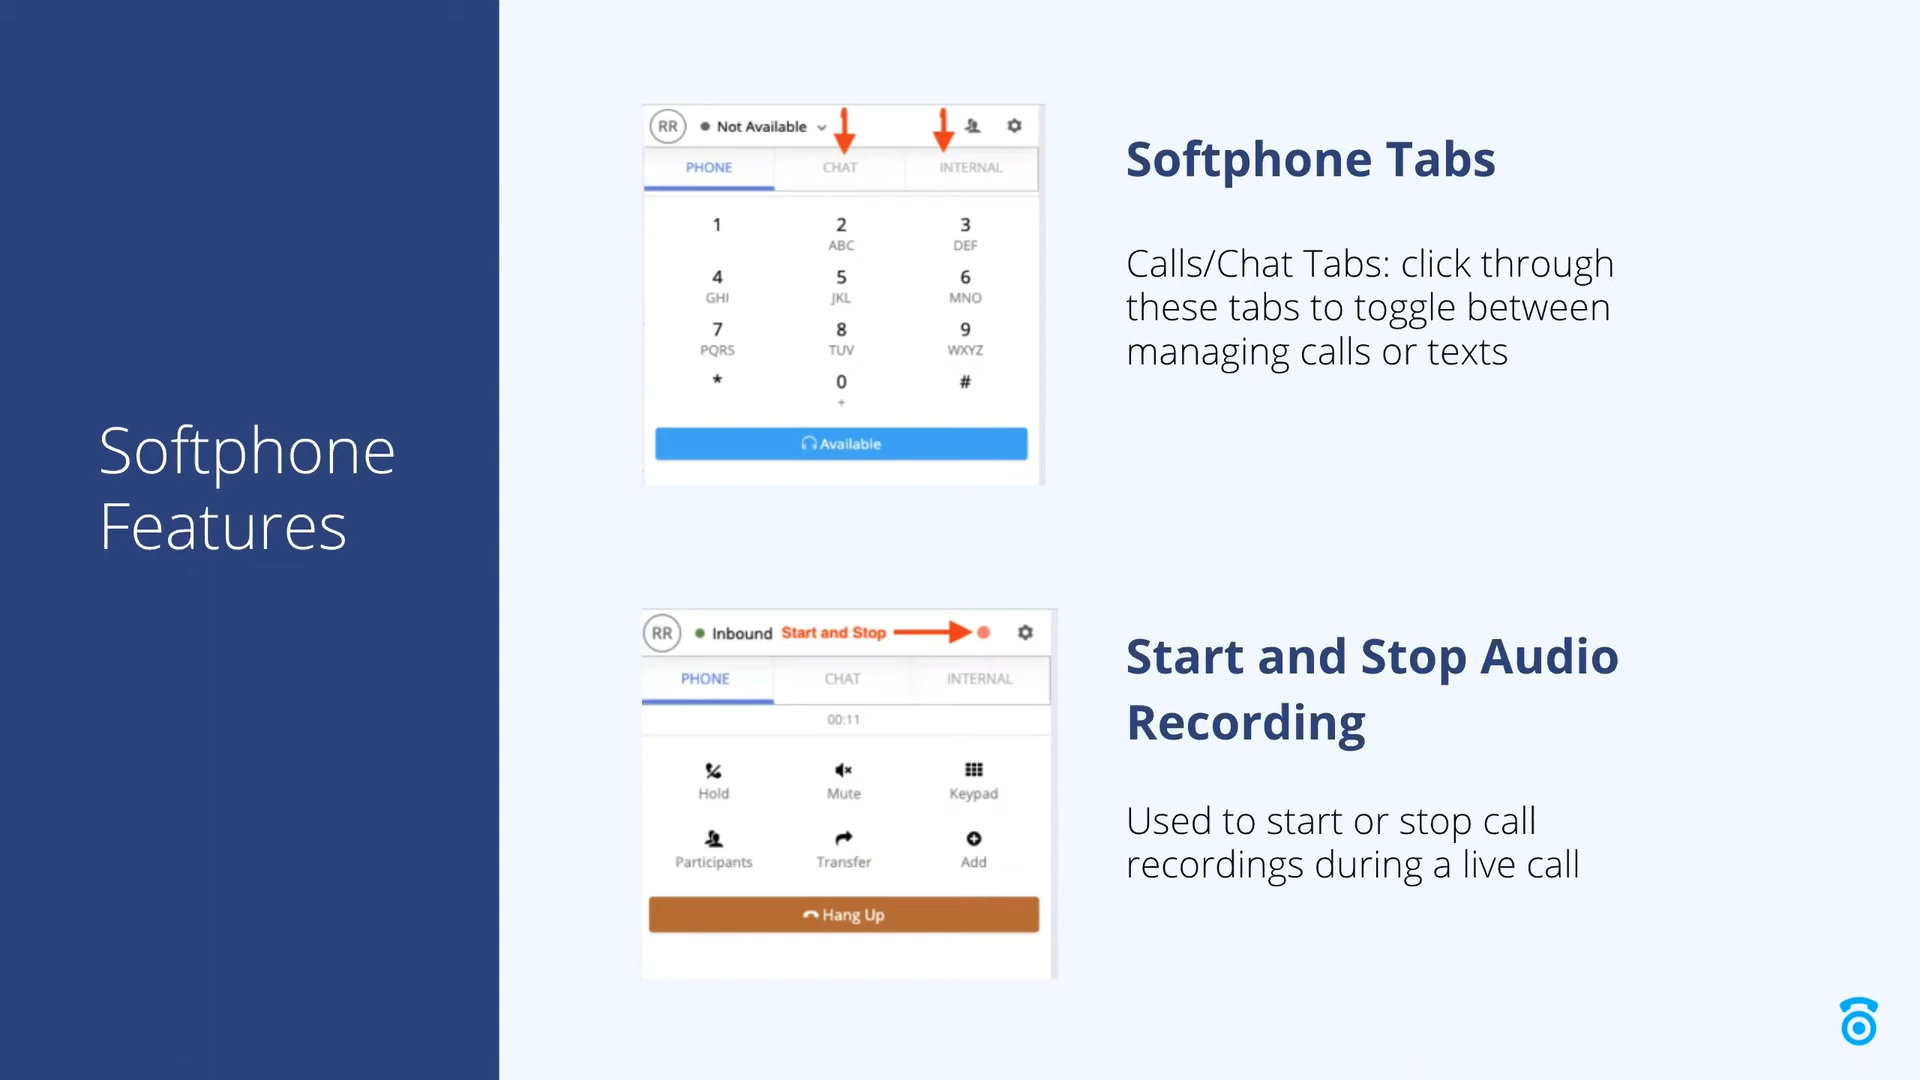 Softphone
Features
RR Not Available
PHONE CHAT INTERNAL
1 2 3
ABC DEF
4 5 6
GHI JKL MNO
7 8 9
PQRS TUV WXYZ
* 0 #
+
Available
Softphone Tabs
Calls/Chat Tabs: click through
these tabs to toggle between
managing calls or texts
RR Inbound Start and Stop
PHONE CHAT INTERNAL
00:11
Hold Mute Keypad
Participants Transfer Add
Hang Up
Start and Stop Audio
Recording
Used to start or stop call
recordings during a live call